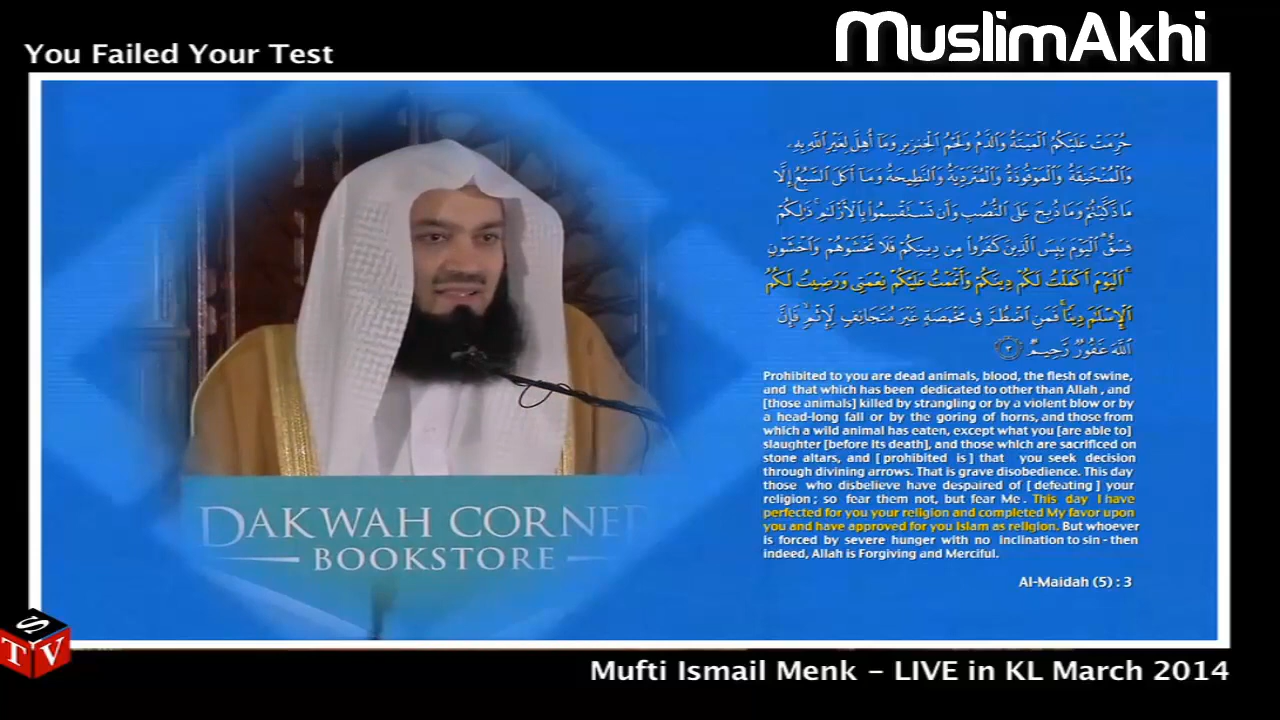 You Failed Your Test
MuslimAkhi
حُرِّمَتْ عَلَيْكُمُ الْمَيْتَةُ وَالدَّمُ وَلَحْمُ الْخِنزِيرِ وَمَا أُهِلَّ لِغَيْرِ اللَّهِ بِهِ
وَالْمُنْخَنِقَةُ وَالْمَوْقُوذَةُ وَالْمُتَرَدِّيَةُ وَالنَّطِيحَةُ وَمَا أَكَلَ السَّبُعُ إِلَّا
مَا ذَكَّيْتُمْ وَمَا ذُبِحَ عَلَى النُّصُبِ وَأَن تَسْتَقْسِمُوا بِالْأَزْلَامِ ۚ ذَٰلِكُمْ
فِسْقٌ ۗ الْيَوْمَ يَئِسَ الَّذِينَ كَفَرُوا مِن دِينِكُمْ فَلَا تَخْشَوْهُمْ وَاخْشَوْنِ
ۚ الْيَوْمَ أَكْمَلْتُ لَكُمْ دِينَكُمْ وَأَتْمَمْتُ عَلَيْكُمْ نِعْمَتِي وَرَضِيتُ لَكُمُ
الْإِسْلَامَ دِينًا ۚ فَمَنِ اضْطُرَّ فِي مَخْمَصَةٍ غَيْرَ مُتَجَانِفٍ لِّإِثْمٍ ۙ فَإِنَّ
اللَّهَ غَفُورٌ رَّحِيمٌ ٣
Prohibited to you are dead animals, blood, the flesh of swine,
and that which has been dedicated to other than Allah , and
[those animals] killed by strangling or by a violent blow or by
a head-long fall or by the goring of horns, and those from
which a wild animal has eaten, except what you [are able to]
slaughter [before its death], and those which are sacrificed on
stone altars, and [ prohibited is ] that you seek decision
through divining arrows. That is grave disobedience. This day
those who disbelieve have despaired of [ defeating ] your
religion ; so fear them not, but fear Me . This day I have
perfected for you your religion and completed My favor upon
you and have approved for you Islam as religion. But whoever
is forced by severe hunger with no inclination to sin - then
indeed, Allah is Forgiving and Merciful.
Al-Maidah (5) : 3
DAKWAH CORNER
BOOKSTORE
STV
Mufti Ismail Menk – LIVE in KL March 2014